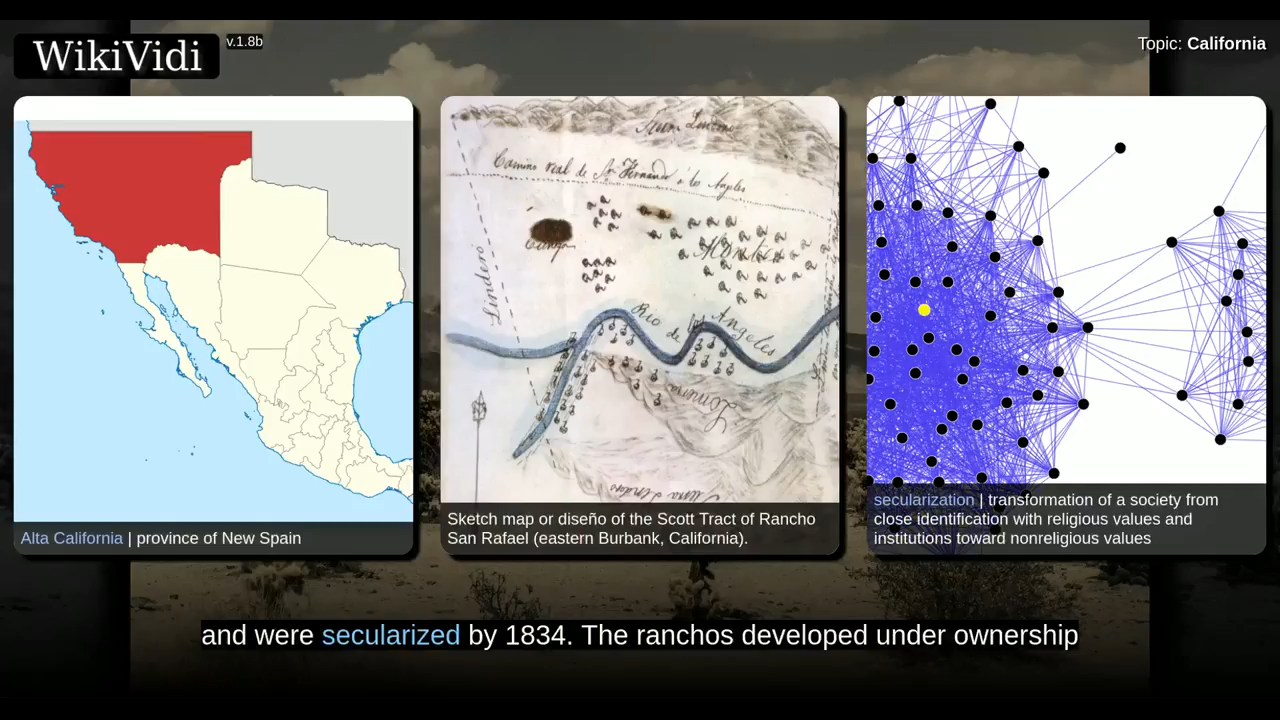 WikiVidi
v.1.8b
Topic: California
Lindero
Camino real de Sn Fernando á los Angeles
Rio de
Angeles
Alta California | province of New Spain
Sketch map or diseño of the Scott Tract of Rancho
San Rafael (eastern Burbank, California).
secularization | transformation of a society from
close identification with religious values and
institutions toward nonreligious values
and were secularized by 1834. The ranchos developed under ownership